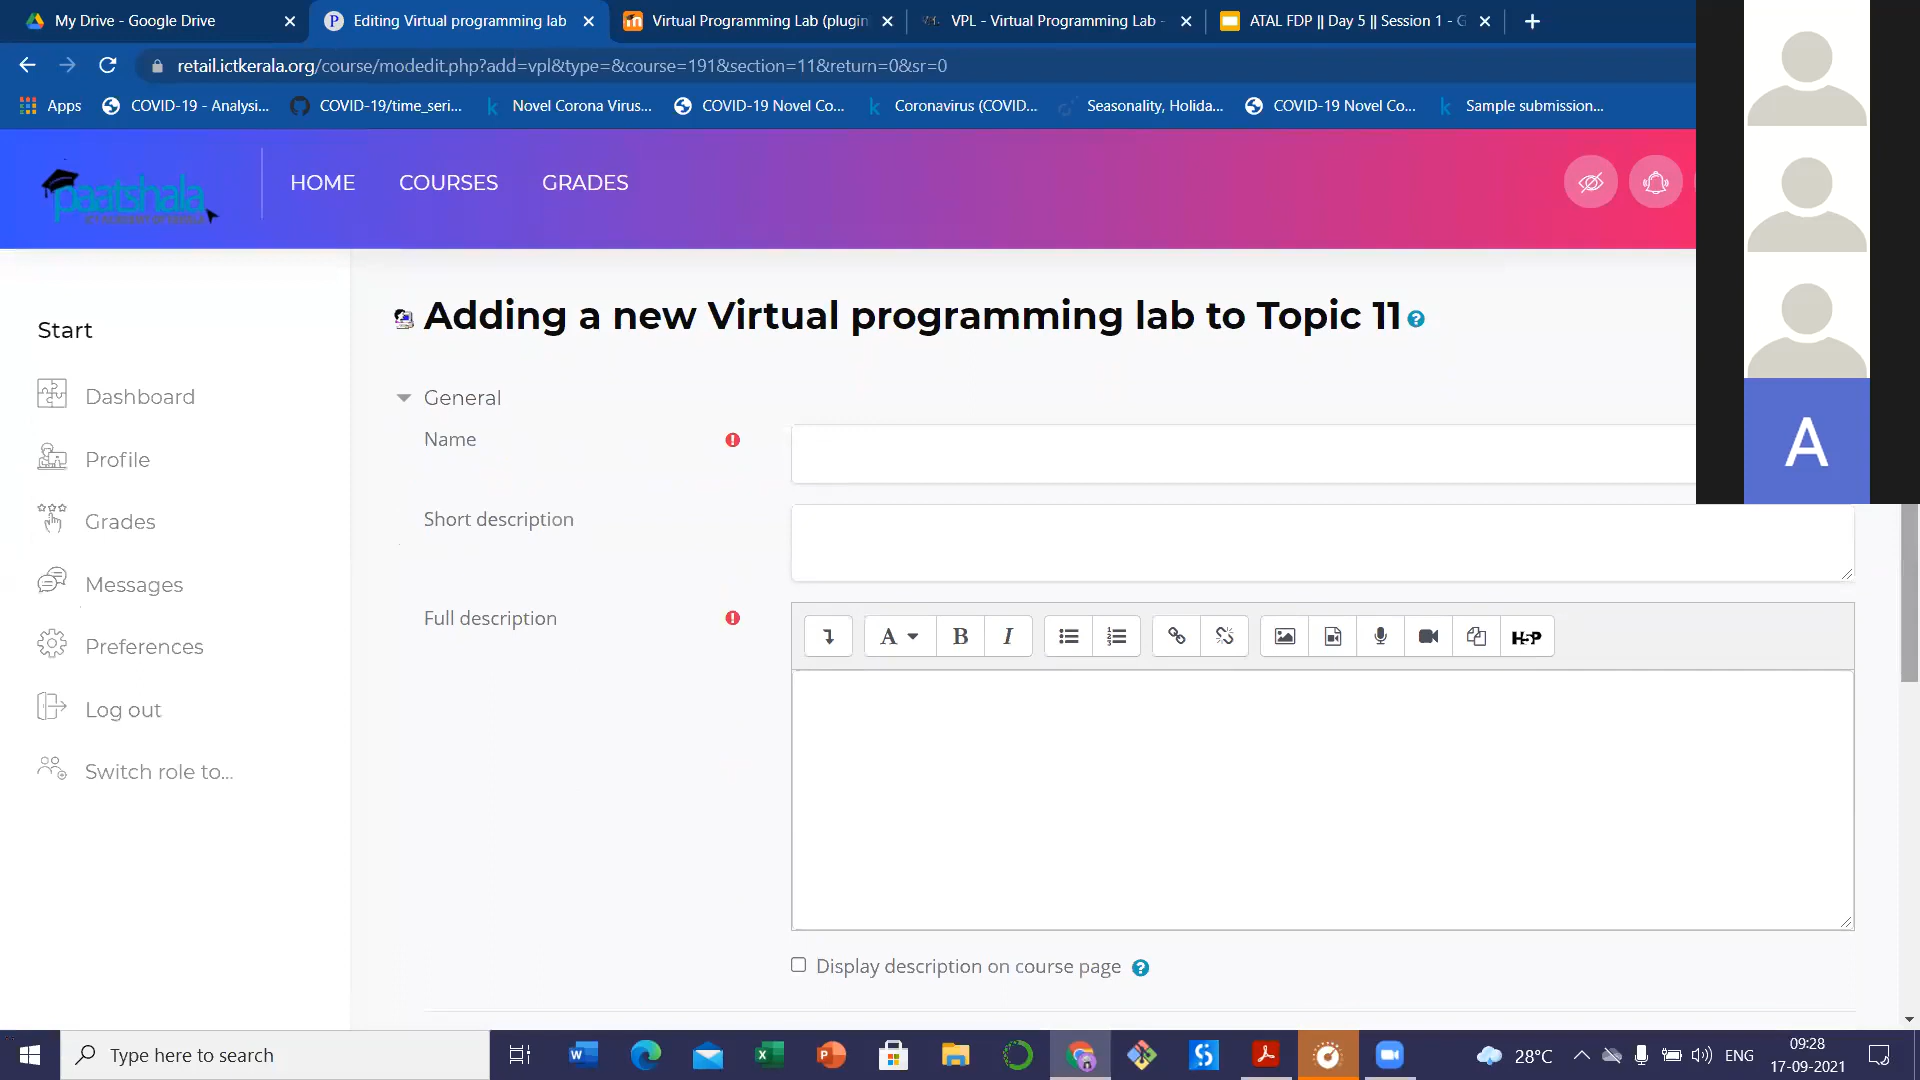 My Drive - Google Drive
Editing Virtual programming lab
Virtual Programming Lab (plugin
VPL - Virtual Programming Lab -
ATAL FDP || Day 5 || Session 1 - G
retail.ictkerala.org/course/modedit.php?add=vpl&type=&course=191&section=11&return=0&sr=0
Apps
COVID-19 - Analysi...
COVID-19/time_seri...
Novel Corona Virus...
COVID-19 Novel Co...
Coronavirus (COVID...
Seasonality, Holida...
COVID-19 Novel Co...
Sample submission...
paatshala
HOME
COURSES
GRADES
A
Start
Dashboard
Profile
Grades
Messages
Preferences
Log out
Switch role to...
Adding a new Virtual programming lab to Topic 11
General
Name
Short description
Full description
A
B
I
H5P
Display description on course page
Type here to search
28°C
ENG
09:28
17-09-2021